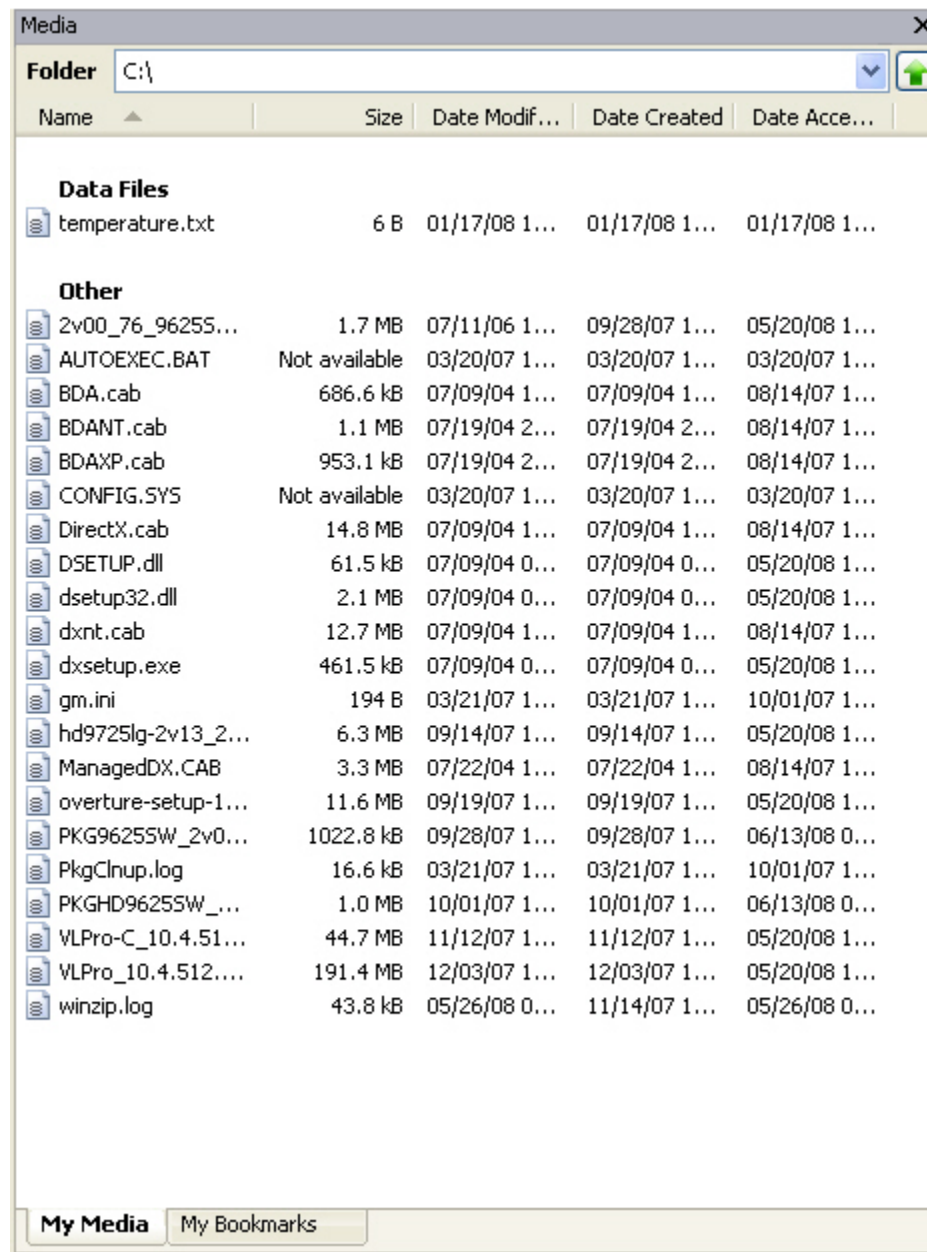 Media
Folder C:\
Name Size Date Modif... Date Created Date Acce...
Data Files
temperature.txt 6 B 01/17/08 1... 01/17/08 1... 01/17/08 1...
Other
2v00_76_9625S... 1.7 MB 07/11/06 1... 09/28/07 1... 05/20/08 1...
AUTOEXEC.BAT Not available 03/20/07 1... 03/20/07 1... 03/20/07 1...
BDA.cab 686.6 kB 07/09/04 1... 07/09/04 1... 08/14/07 1...
BDANT.cab 1.1 MB 07/19/04 2... 07/19/04 2... 08/14/07 1...
BDAXP.cab 953.1 kB 07/19/04 2... 07/19/04 2... 08/14/07 1...
CONFIG.SYS Not available 03/20/07 1... 03/20/07 1... 03/20/07 1...
DirectX.cab 14.8 MB 07/09/04 1... 07/09/04 1... 08/14/07 1...
DSETUP.dll 61.5 kB 07/09/04 0... 07/09/04 0... 05/20/08 1...
dsetup32.dll 2.1 MB 07/09/04 0... 07/09/04 0... 05/20/08 1...
dxnt.cab 12.7 MB 07/09/04 1... 07/09/04 1... 08/14/07 1...
dxsetup.exe 461.5 kB 07/09/04 0... 07/09/04 0... 05/20/08 1...
gm.ini 194 B 03/21/07 1... 03/21/07 1... 10/01/07 1...
hd9725lg-2v13_2... 6.3 MB 09/14/07 1... 09/14/07 1... 05/20/08 1...
ManagedDX.CAB 3.3 MB 07/22/04 1... 07/22/04 1... 08/14/07 1...
overture-setup-1... 11.6 MB 09/19/07 1... 09/19/07 1... 05/20/08 1...
PKG9625SW_2v0... 1022.8 kB 09/28/07 1... 09/28/07 1... 06/13/08 0...
PkgClnup.log 16.6 kB 03/21/07 1... 03/21/07 1... 10/01/07 1...
PKGHD9625SW_... 1.0 MB 10/01/07 1... 10/01/07 1... 06/13/08 0...
VLPro-C_10.4.51... 44.7 MB 11/12/07 1... 11/12/07 1... 05/20/08 1...
VLPro_10.4.512.... 191.4 MB 12/03/07 1... 12/03/07 1... 05/20/08 1...
winzip.log 43.8 kB 05/26/08 0... 11/14/07 1... 05/26/08 0...
My Media My Bookmarks